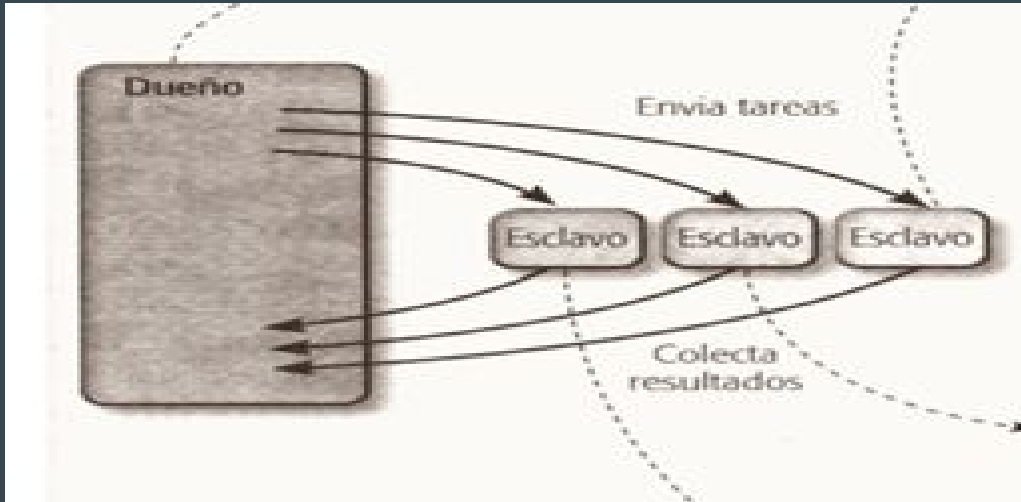 Dueño
Envia tareas
Esclavo
Esclavo
Esclavo
Colecta
resultados